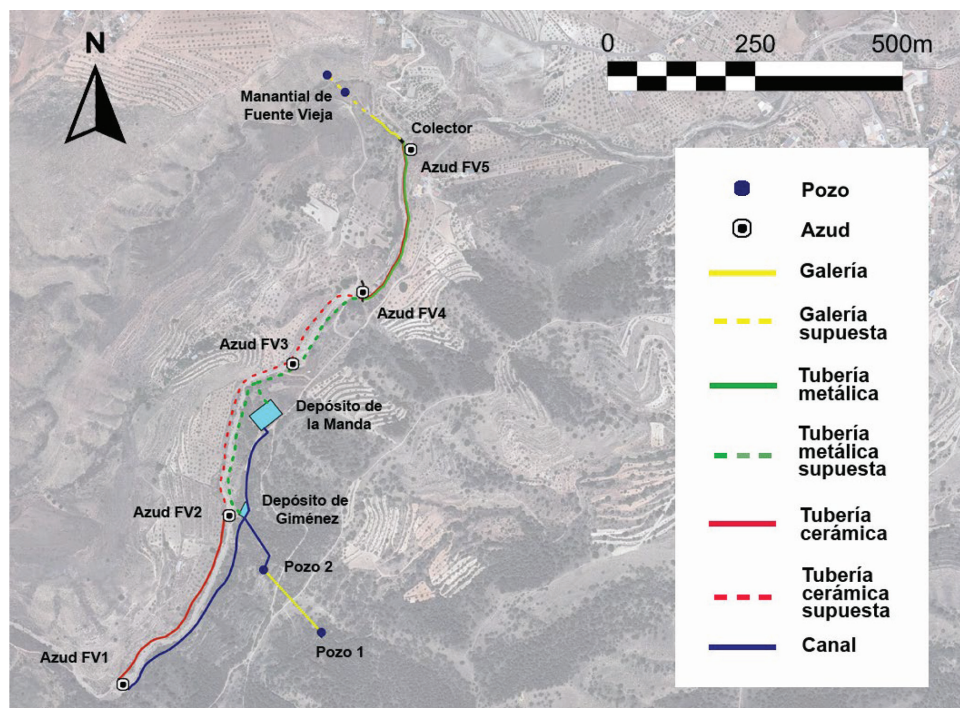 N
0 250 500m
Manantial de
Fuente Vieja
Colector
Azud FV5
Azud FV4
Azud FV3
Depósito de
la Manda
Depósito de
Giménez
Azud FV2
Pozo 2
Pozo 1
Azud FV1
Pozo
Azud
Galería
Galería
supuesta
Tubería
metálica
Tubería
metálica
supuesta
Tubería
cerámica
Tubería
cerámica
supuesta
Canal